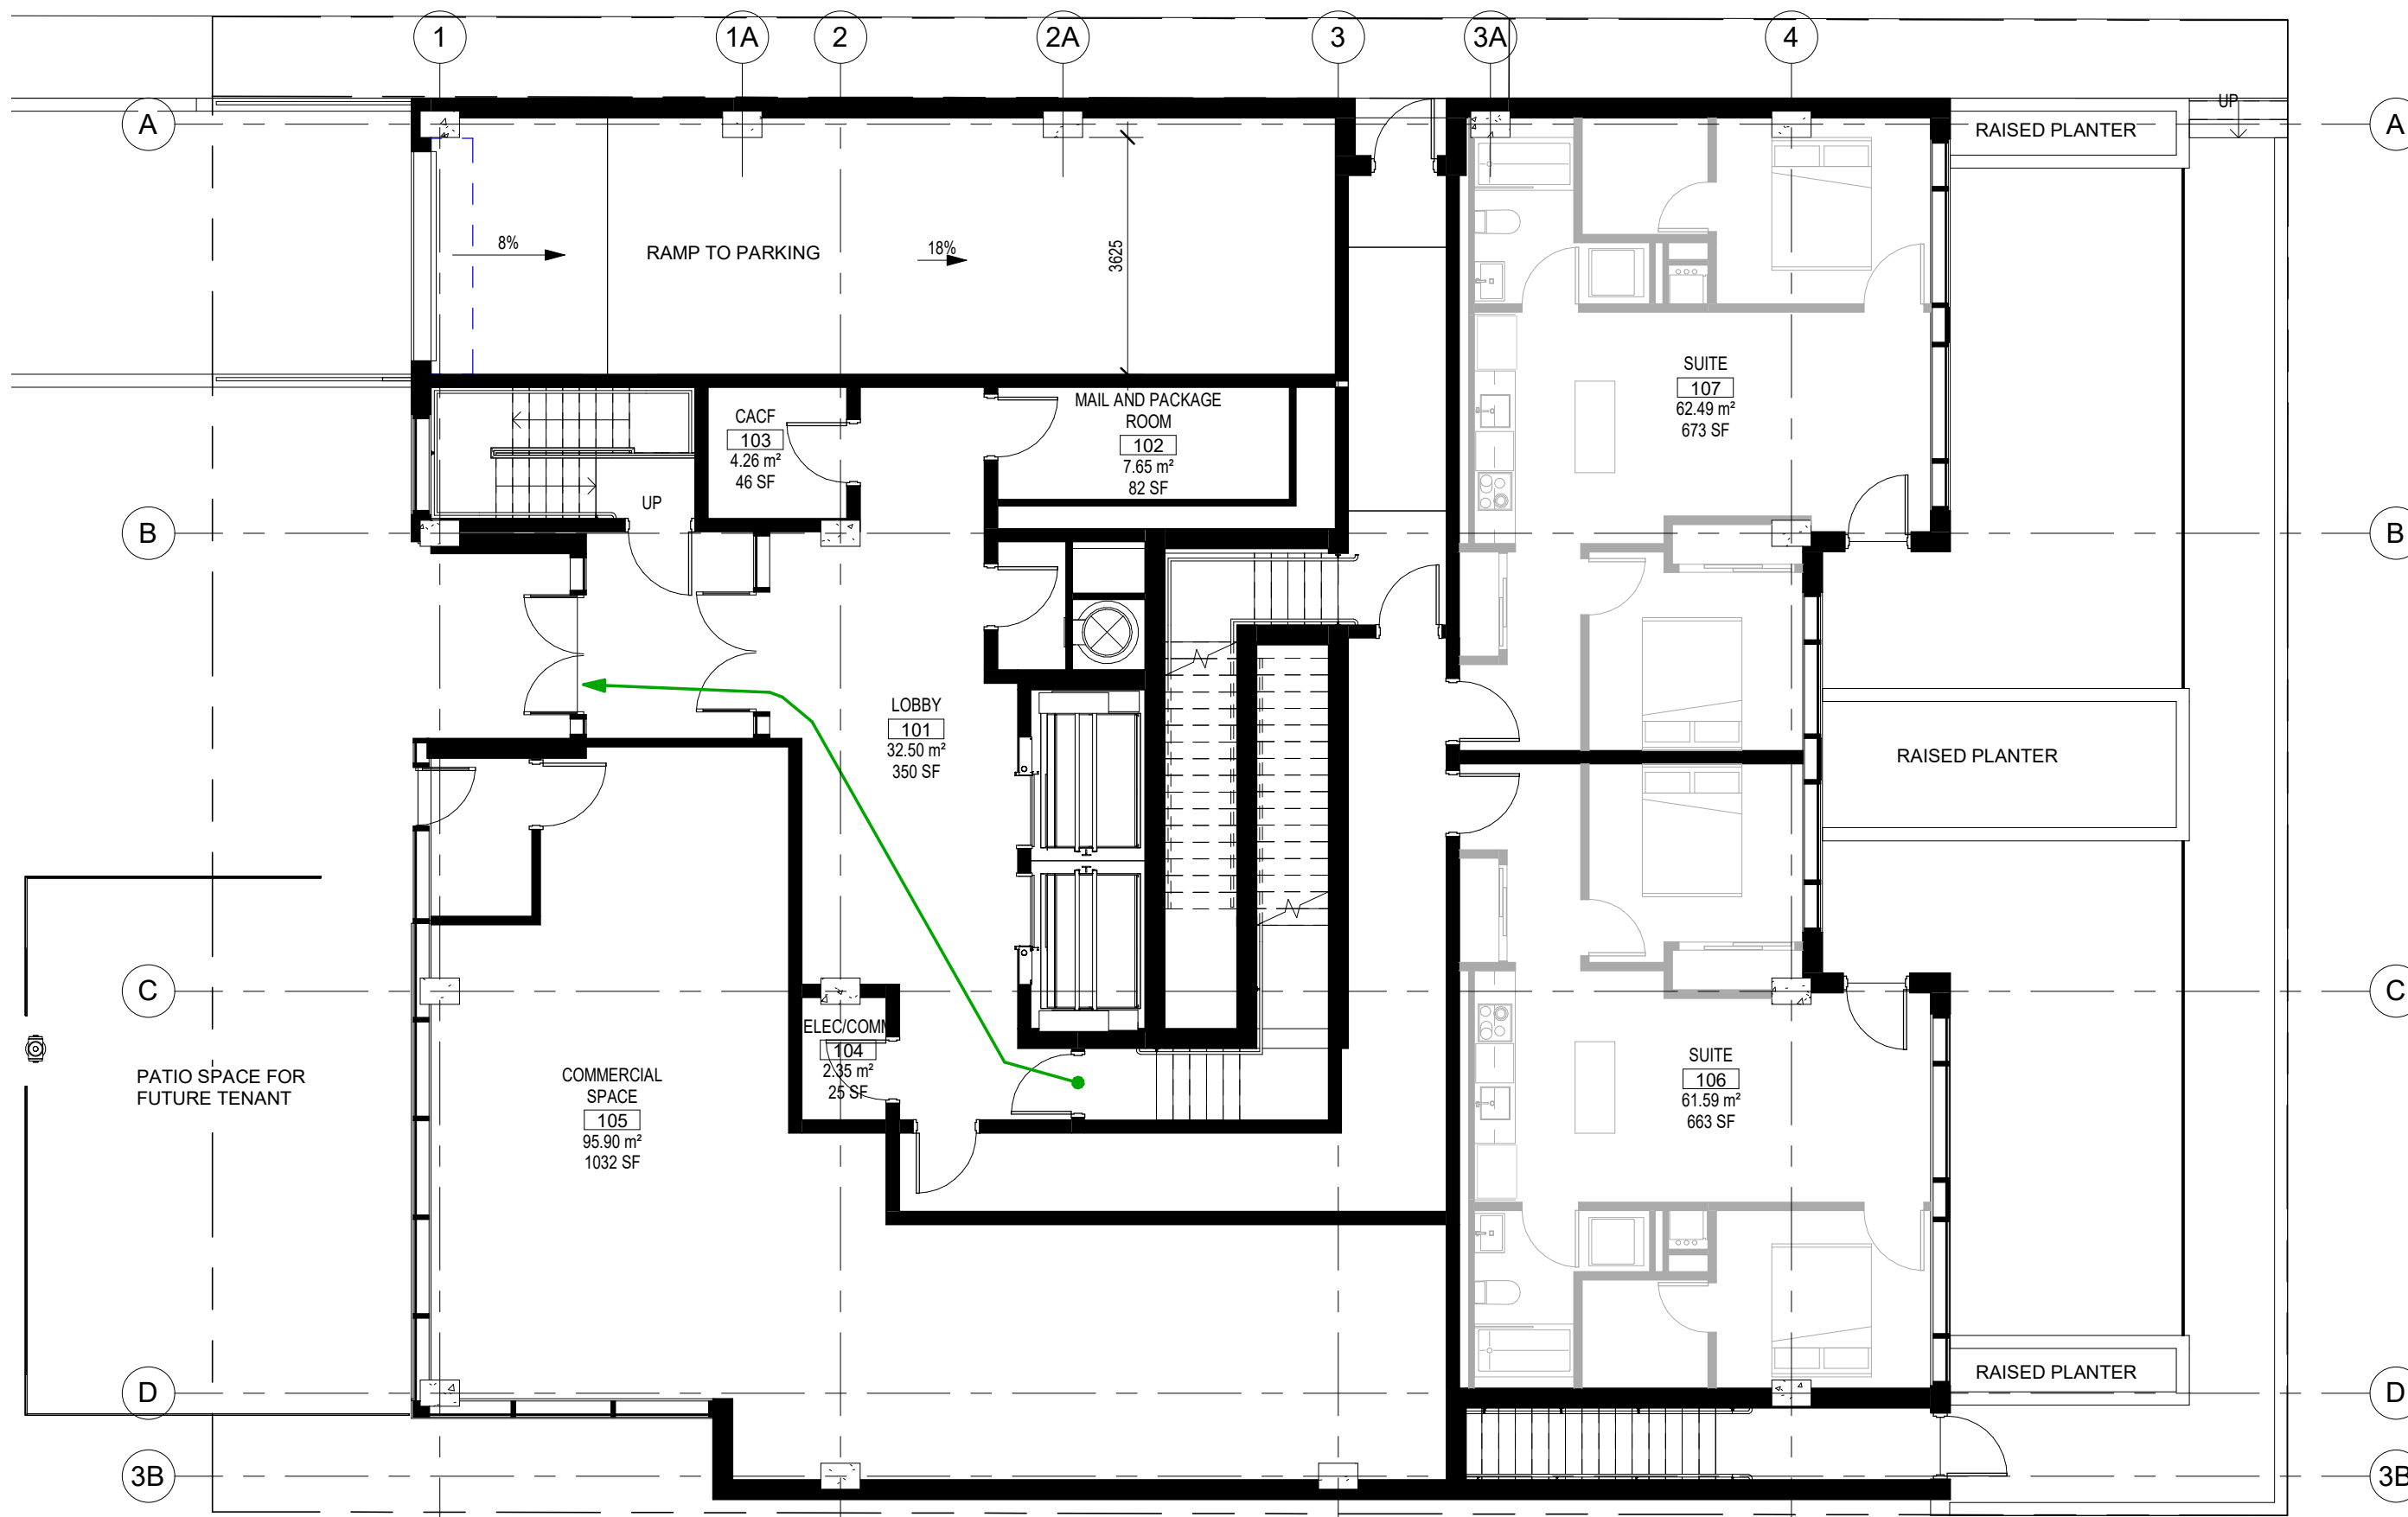 1
1A
2
2A
3
3A
4
A
UP
RAISED PLANTER
A
8%
RAMP TO PARKING
18%
3625
SUITE
107
62.49 m²
673 SF
CACF
103
4.26 m²
46 SF
MAIL AND PACKAGE
ROOM
102
7.65 m²
82 SF
UP
B
B
LOBBY
101
32.50 m²
350 SF
RAISED PLANTER
C
C
ELEC/COMM
104
2.35 m²
25 SF
PATIO SPACE FOR
FUTURE TENANT
COMMERCIAL
SPACE
105
95.90 m²
1032 SF
SUITE
106
61.59 m²
663 SF
RAISED PLANTER
D
D
3B
3B